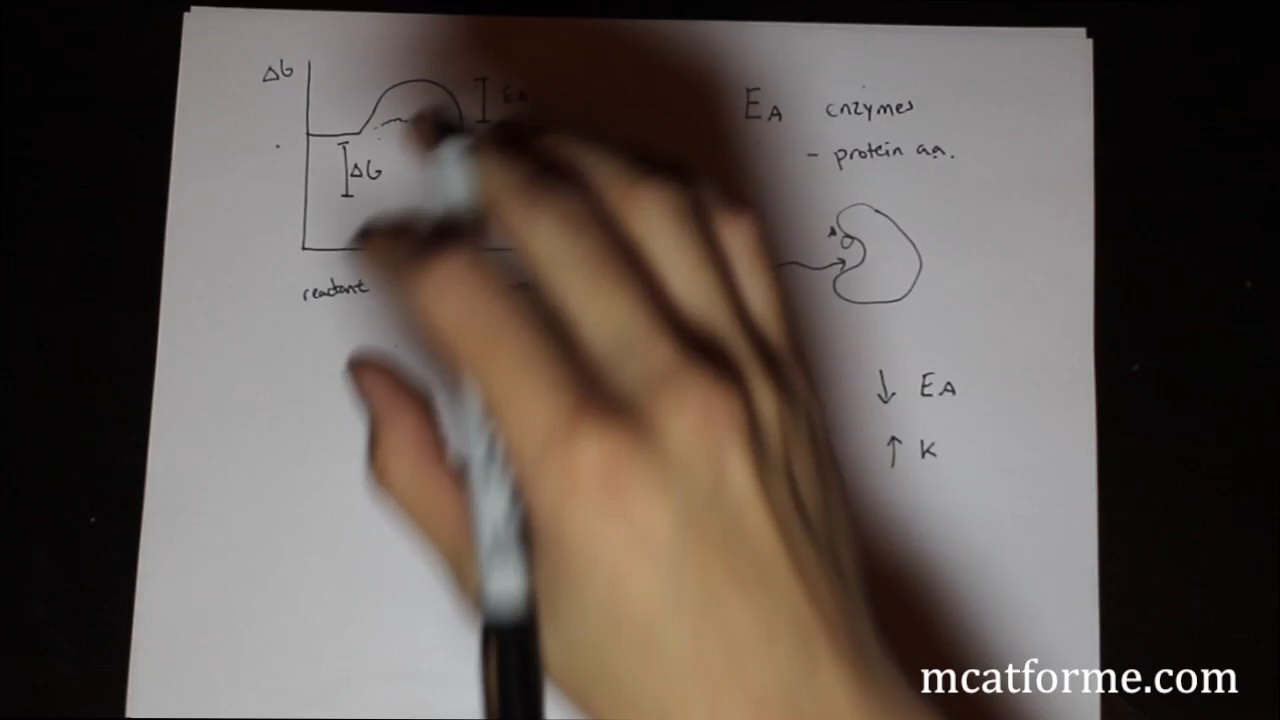 ΔG
EA
ΔG
reactant
EA enzymes
- protein a.a.
↓ EA
↑ K
mcatforme.com